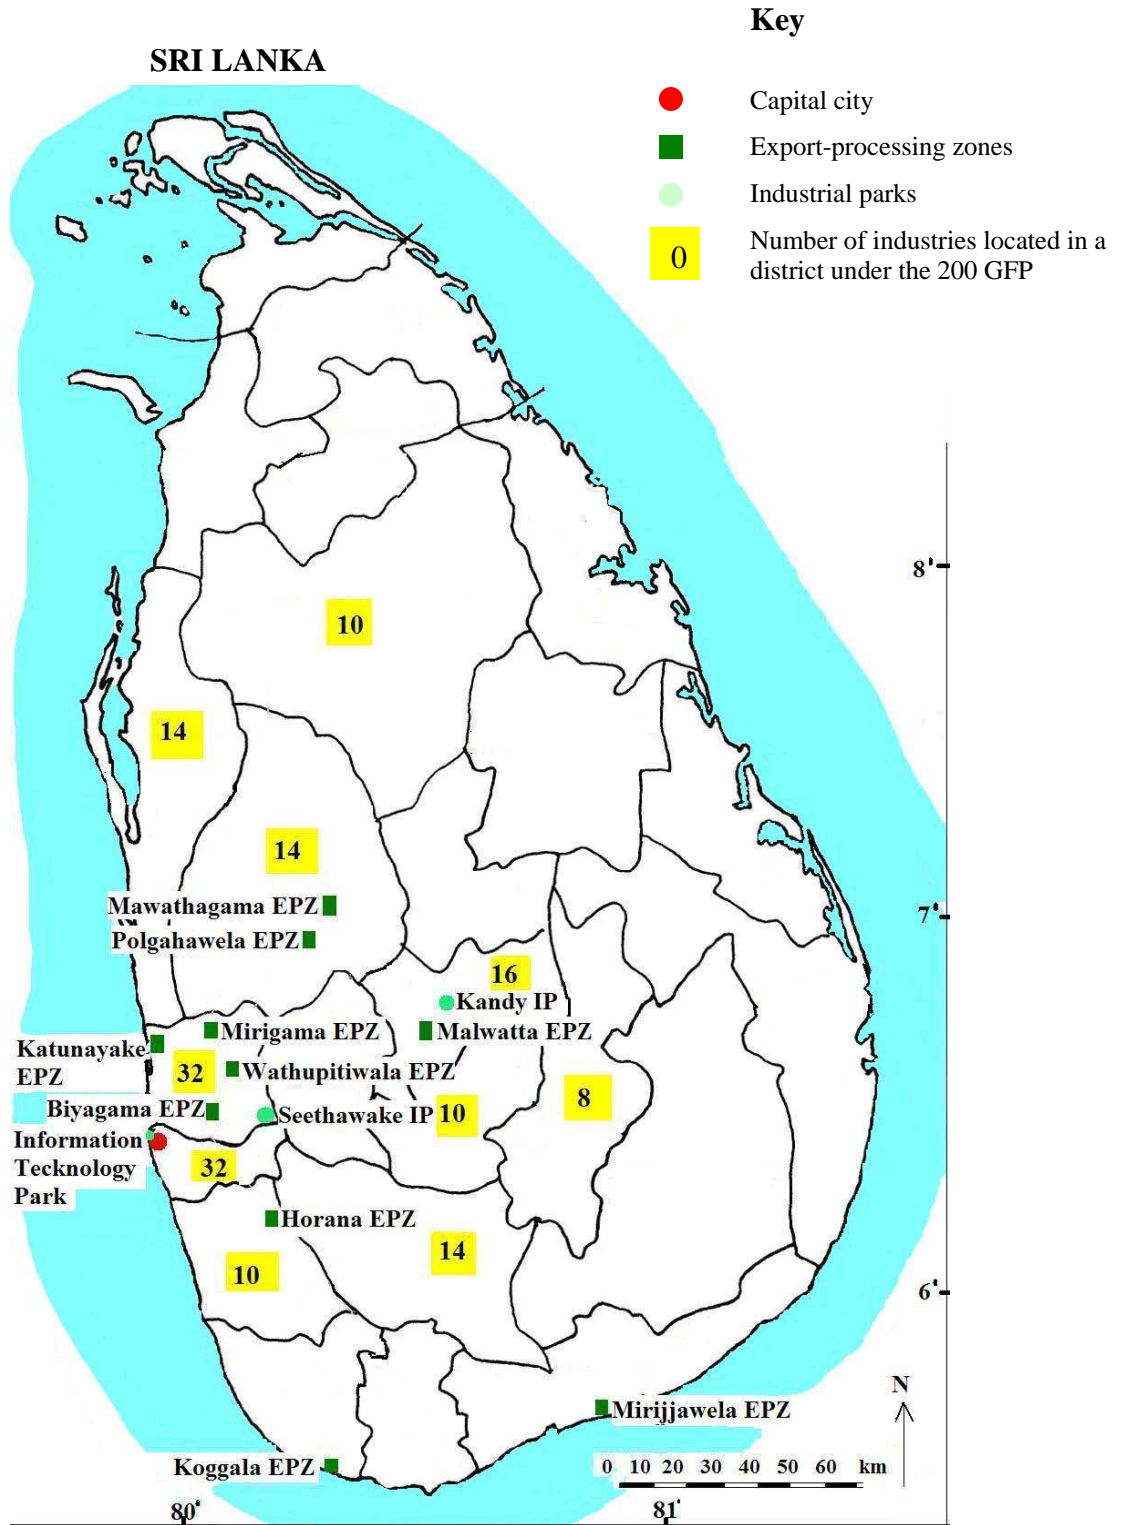 Key
SRI LANKA
Capital city
Export-processing zones
Industrial parks
0
Number of industries located in a
district under the 200 GFP
8'
10
14
14
Mawathagama EPZ
7'
Polgahawela EPZ
16
Kandy IP
Mirigama EPZ
Malwatta EPZ
Katunayake
EPZ
32
Wathupitiwala EPZ
8
Biyagama EPZ
Seethawake IP
10
Information
Tecknology
Park
32
Horana EPZ
14
10
6'
N
Mirijjawela EPZ
Koggala EPZ
0 10 20 30 40 50 60 km
80'
81'